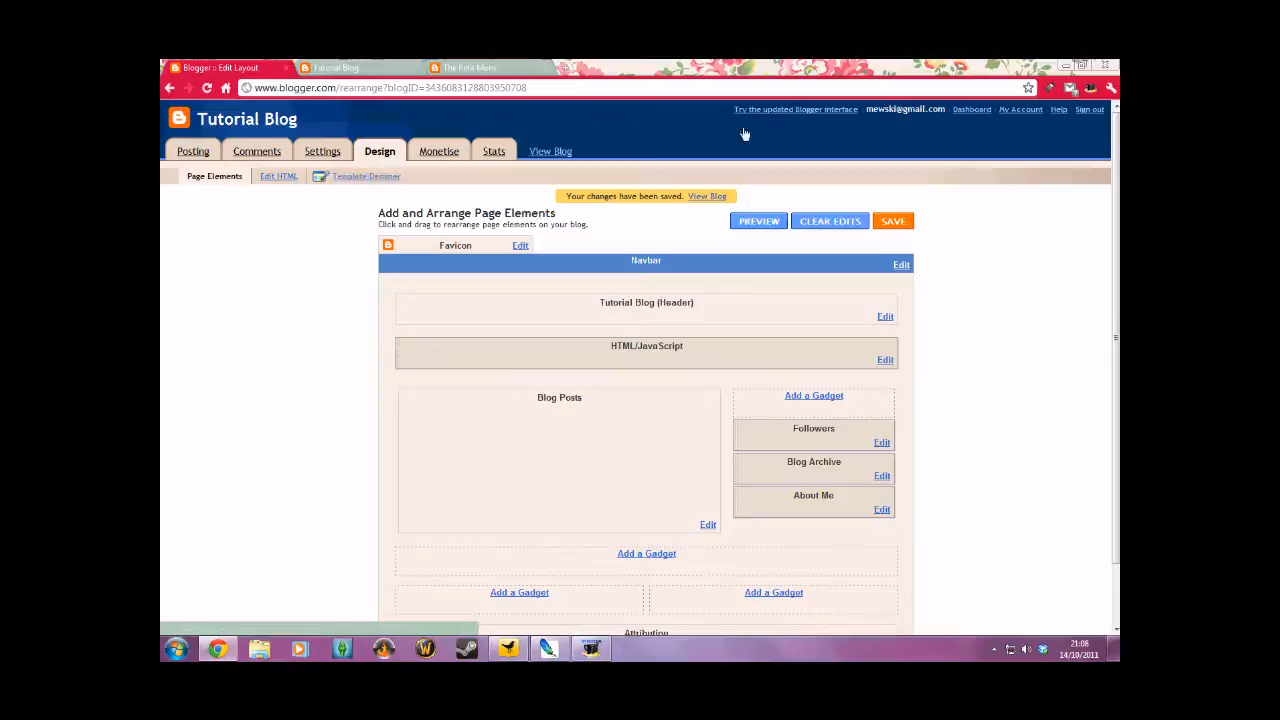 Blogger :: Edit Layout
Tutorial Blog
The Petit Mom
www.blogger.com/rearrange?blogID=3436083128803950708
Try the updated Blogger interface mewski@gmail.com Dashboard My Account Help Sign out
Tutorial Blog
Posting Comments Settings Design Monetise Stats View Blog
Page Elements Edit HTML Template Designer
Your changes have been saved. View Blog
Add and Arrange Page Elements
Click and drag to rearrange page elements on your blog.
PREVIEW CLEAR EDITS SAVE
Favicon Edit
Navbar
Edit
Tutorial Blog (Header)
Edit
HTML/JavaScript
Edit
Blog Posts
Edit
Add a Gadget
Followers
Edit
Blog Archive
Edit
About Me
Edit
Add a Gadget
Add a Gadget Add a Gadget
Attribution
21:08
14/10/2011